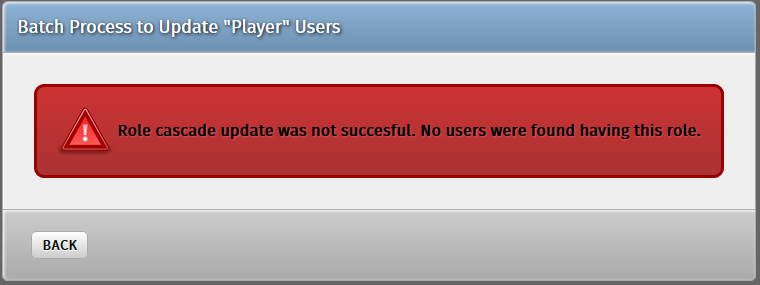 Batch Process to Update "Player" Users
Role cascade update was not succesful. No users were found having this role.
BACK